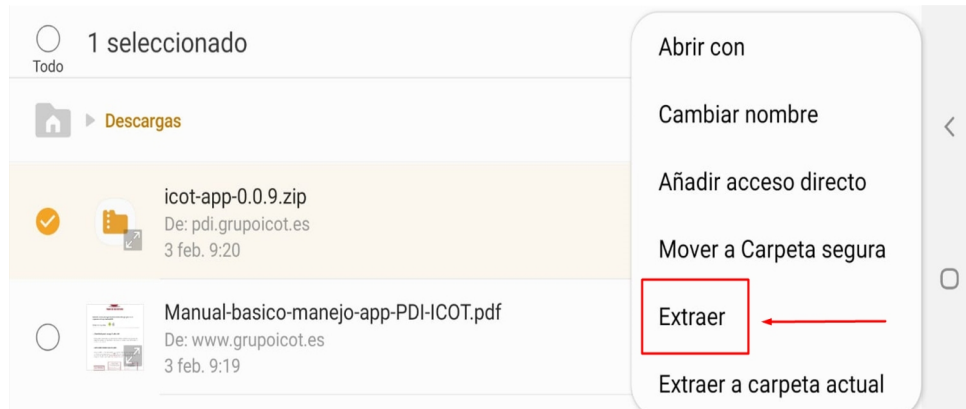 1 seleccionado
Todo
Descargas
icot-app-0.0.9.zip
De: pdi.grupoicot.es
3 feb. 9:20
Manual-basico-manejo-app-PDI-ICOT.pdf
De: www.grupoicot.es
3 feb. 9:19
Abrir con
Cambiar nombre
Añadir acceso directo
Mover a Carpeta segura
Extraer
Extraer a carpeta actual